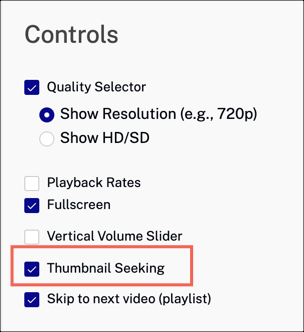 Controls
Quality Selector
Show Resolution (e.g., 720p)
Show HD/SD
Playback Rates
Fullscreen
Vertical Volume Slider
Thumbnail Seeking
Skip to next video (playlist)